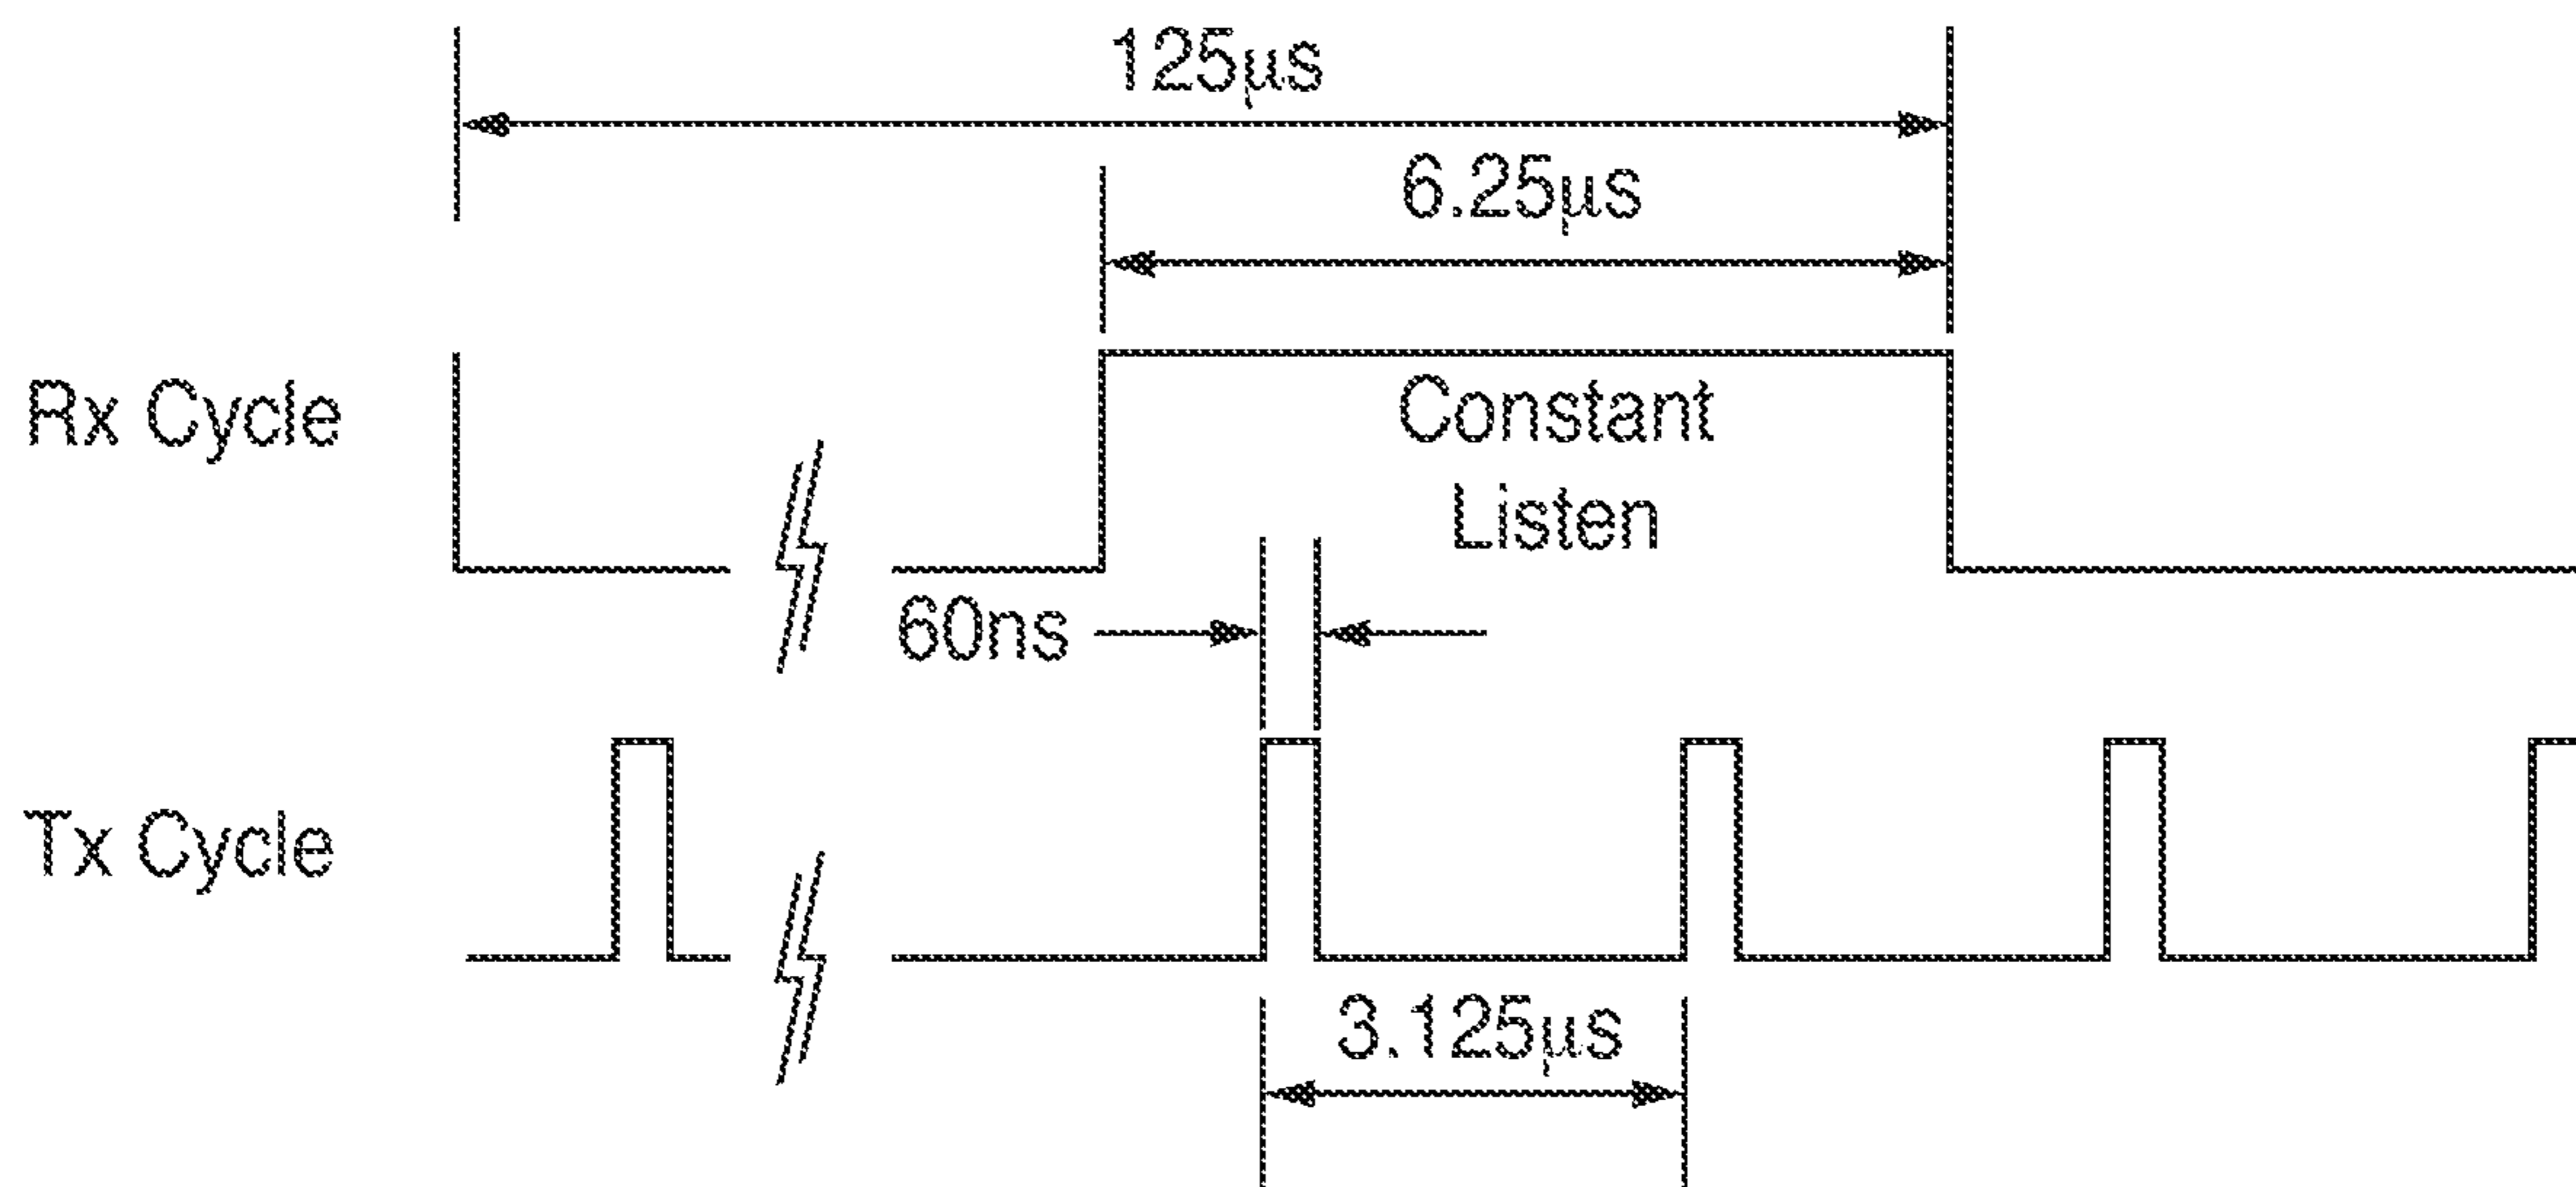 125µs
6.25µs
Rx Cycle
Constant
Listen
60ns
Tx Cycle
3.125µs